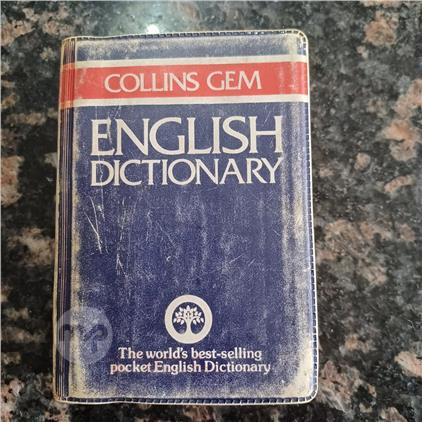 COLLINS GEM
ENGLISH
DICTIONARY
The world's best-selling
pocket English Dictionary